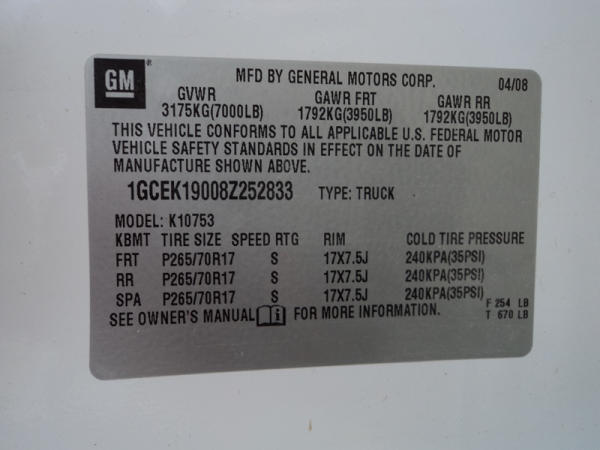 GM ®
MFD BY GENERAL MOTORS CORP. 04/08
GVWR GAWR FRT GAWR RR
3175KG(7000LB) 1792KG(3950LB) 1792KG(3950LB)
THIS VEHICLE CONFORMS TO ALL APPLICABLE U.S. FEDERAL MOTOR
VEHICLE SAFETY STANDARDS IN EFFECT ON THE DATE OF
MANUFACTURE SHOWN ABOVE.
1GCEK19008Z252833 TYPE: TRUCK
MODEL: K10753
KBMT TIRE SIZE SPEED RTG RIM COLD TIRE PRESSURE
FRT P265/70R17 S 17X7.5J 240KPA(35PSI)
RR P265/70R17 S 17X7.5J 240KPA(35PSI)
SPA P265/70R17 S 17X7.5J 240KPA(35PSI)
SEE OWNER'S MANUAL i FOR MORE INFORMATION.
F 254 LB
T 670 LB